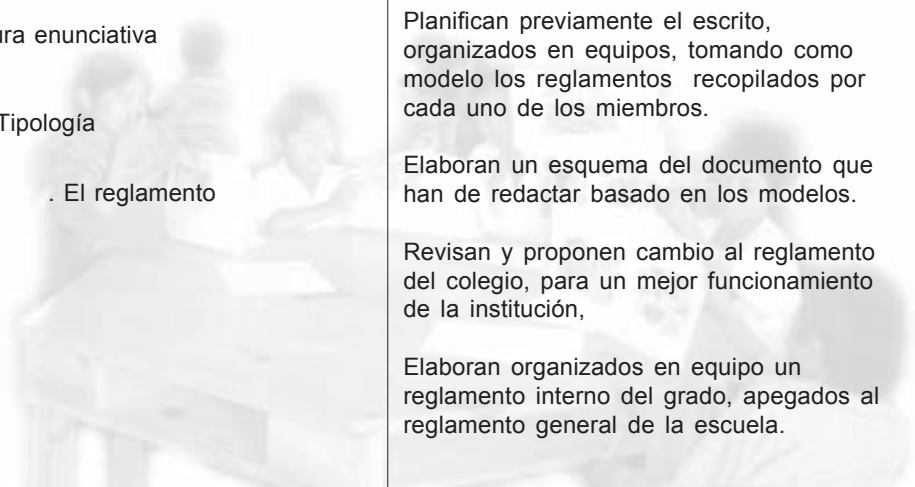 enunciativa
Tipología
. El reglamento
Planifican previamente el escrito,
organizados en equipos, tomando como
modelo los reglamentos recopilados por
cada uno de los miembros.
Elaboran un esquema del documento que
han de redactar basado en los modelos.
Revisan y proponen cambio al reglamento
del colegio, para un mejor funcionamiento
de la institución,
Elaboran organizados en equipo un
reglamento interno del grado, apegados al
reglamento general de la escuela.